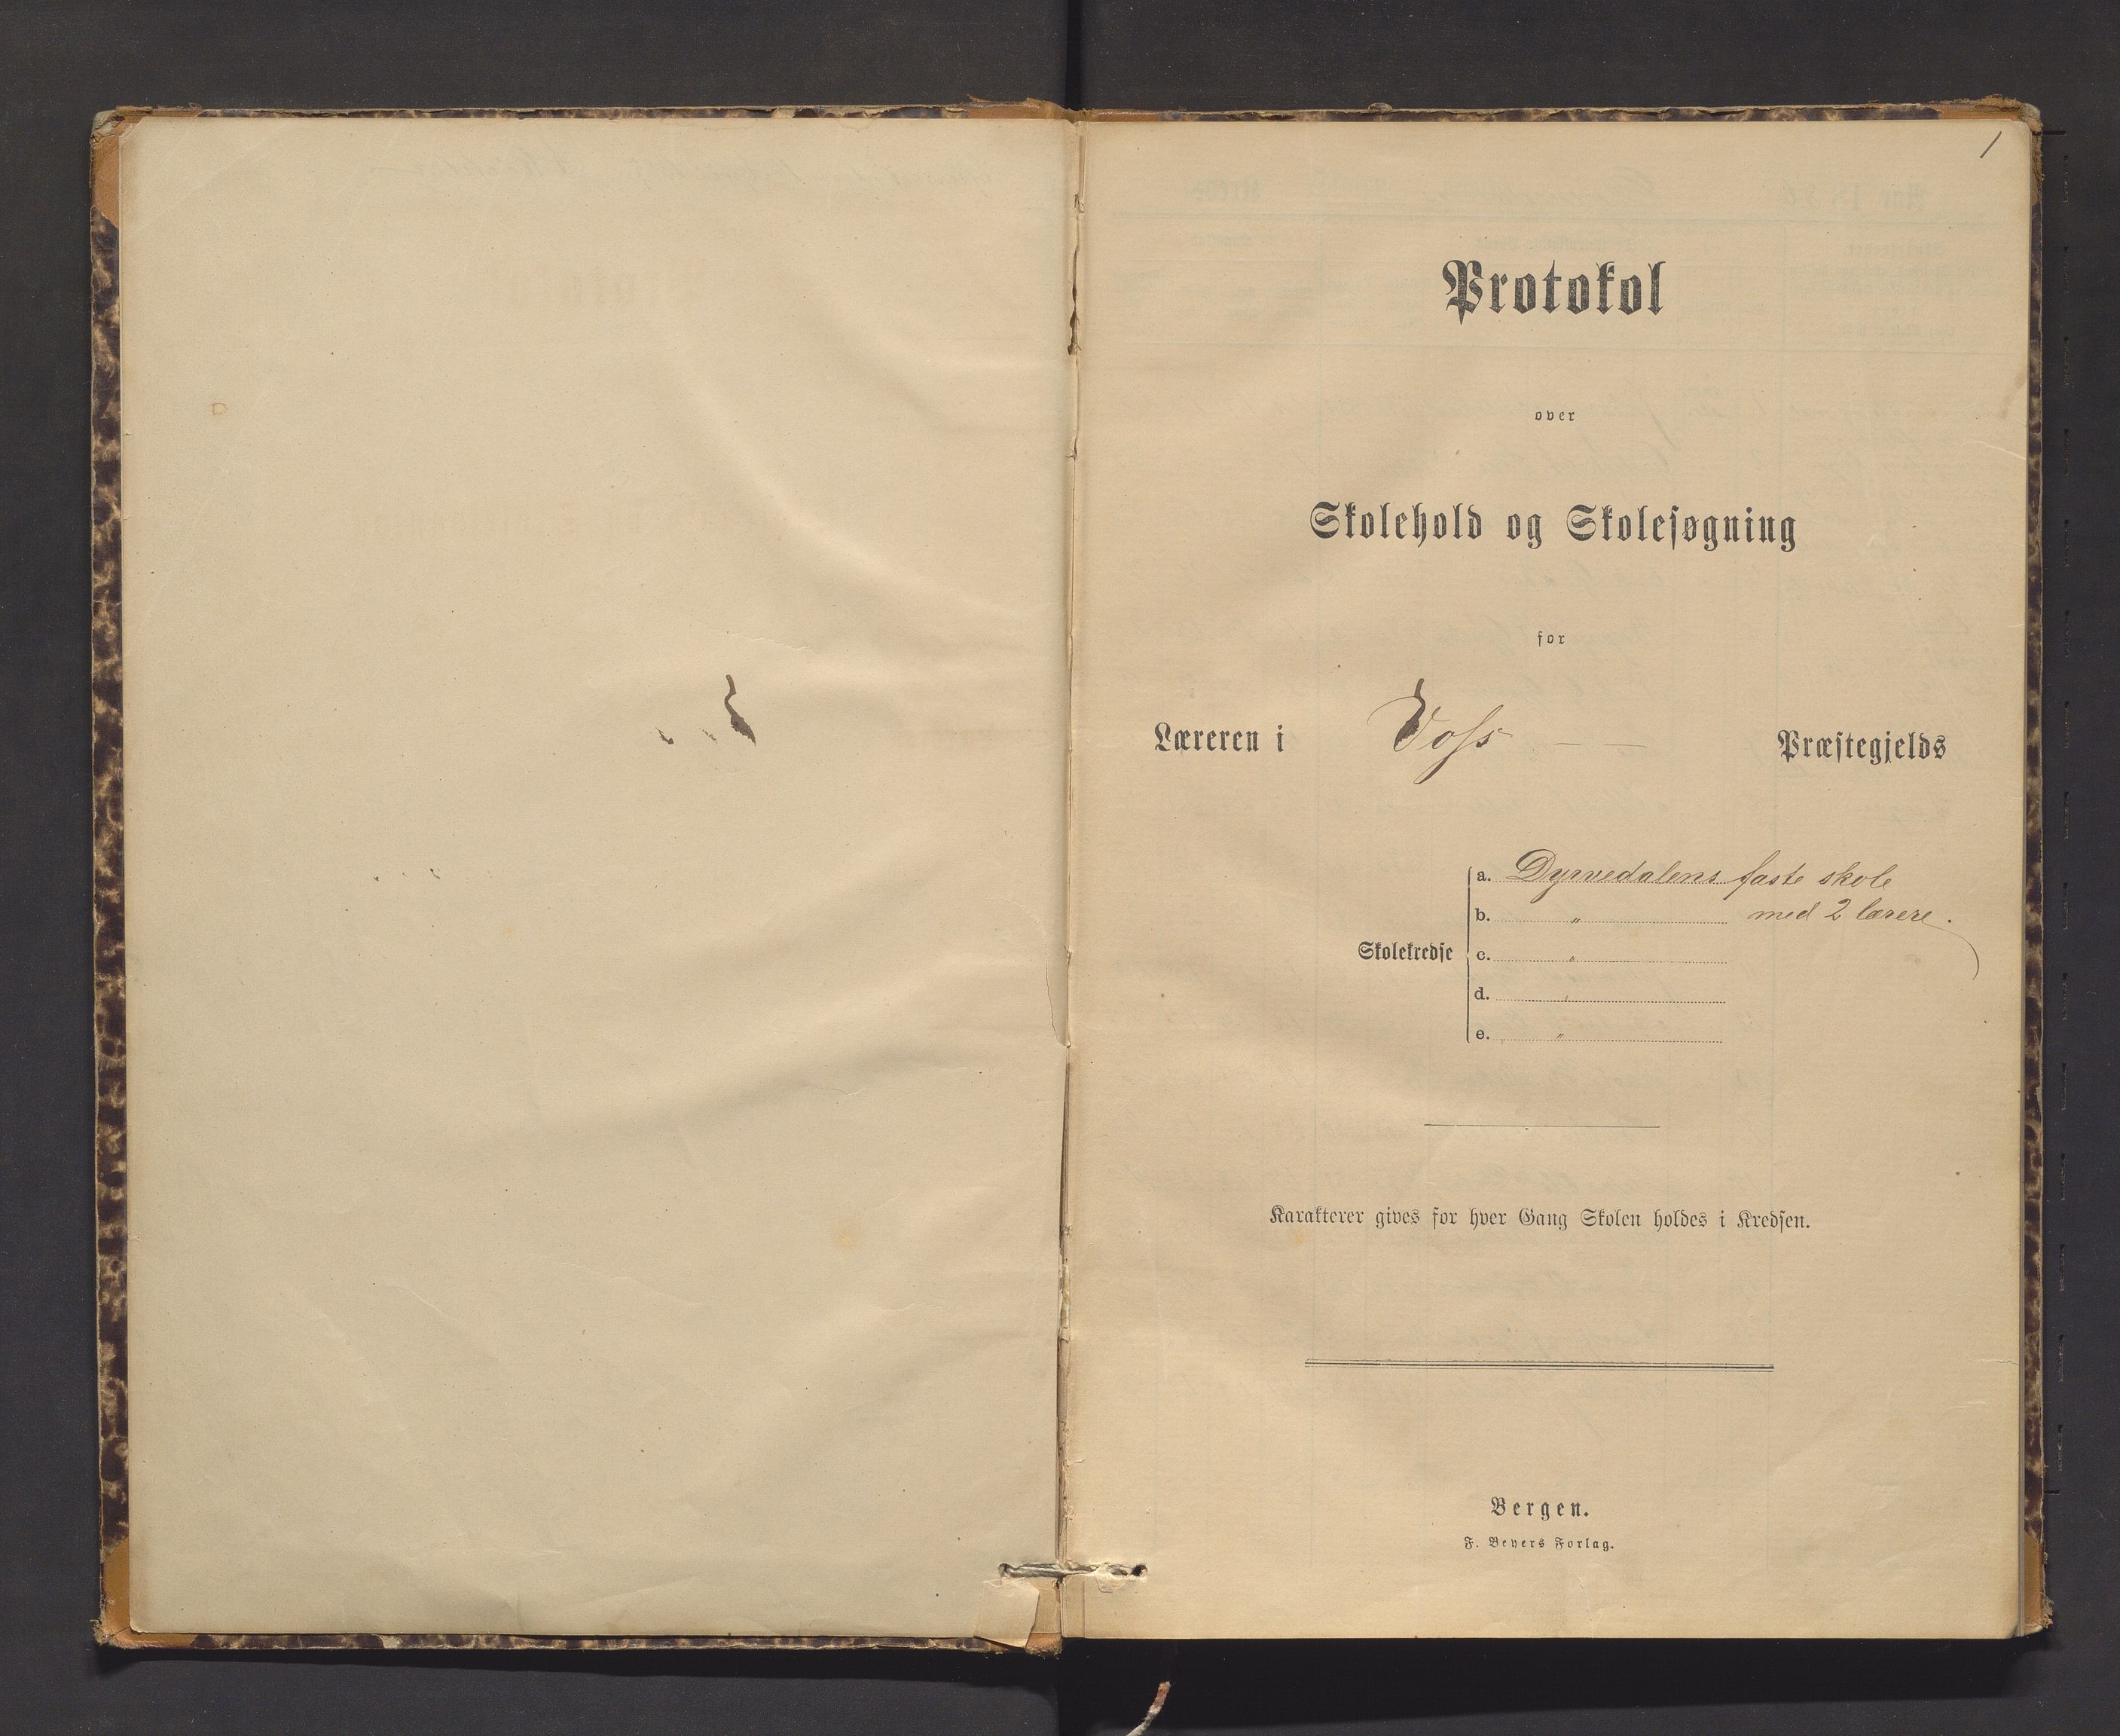 1
Protokol
over
Skolehold og Skolesøgning
for
Læreren i Voss — — Præstegjelds
Skolekredse
a. Dyrvedalens faste skole
b. „ med 2 lærere.
c. „
d. „
e. „
Karakterer gives for hver Gang Skolen holdes i Kredsen.
Bergen.
F. Beyers Forlag.